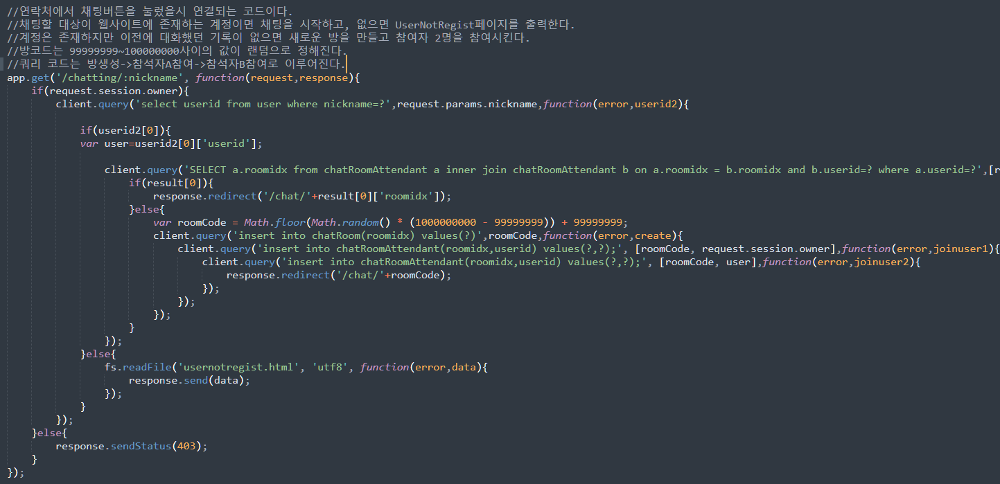 //연락처에서 채팅버튼을 눌렀을시 연결되는 코드이다.
//채팅할 대상이 웹사이트에 존재하는 계정이면 채팅을 시작하고, 없으면 UserNotRegist페이지를 출력한다.
//계정은 존재하지만 이전에 대화했던 기록이 없으면 새로운 방을 만들고 참여자 2명을 참여시킨다.
//방코드는 99999999~100000000사이의 값이 랜덤으로 정해진다.
//쿼리 코드는 방생성->참석자A참여->참석자B참여로 이루어진다.
app.get('/chatting/:nickname', function(request,response){
    if(request.session.owner){
        client.query('select userid from user where nickname=?',request.params.nickname,function(error,userid2){
            if(userid2[0]){
            var user=userid2[0]['userid'];
                client.query('SELECT a.roomidx from chatRoomAttendant a inner join chatRoomAttendant b on a.roomidx = b.roomidx and b.userid=? where a.userid=?',[r
                    if(result[0]){
                        response.redirect('/chat/'+result[0]['roomidx']);
                    }else{
                        var roomCode = Math.floor(Math.random() * (1000000000 - 99999999)) + 99999999;
                        client.query('insert into chatRoom(roomidx) values(?)',roomCode,function(error,create){
                            client.query('insert into chatRoomAttendant(roomidx,userid) values(?,?);', [roomCode, request.session.owner],function(error,joinuser1){
                                client.query('insert into chatRoomAttendant(roomidx,userid) values(?,?);', [roomCode, user],function(error,joinuser2){
                                    response.redirect('/chat/'+roomCode);
                                });
                            });
                        });
                    }
                });
            }else{
                fs.readFile('usernotregist.html', 'utf8', function(error,data){
                    response.send(data);
                });
            }
        });
    }else{
        response.sendStatus(403);
    }
});